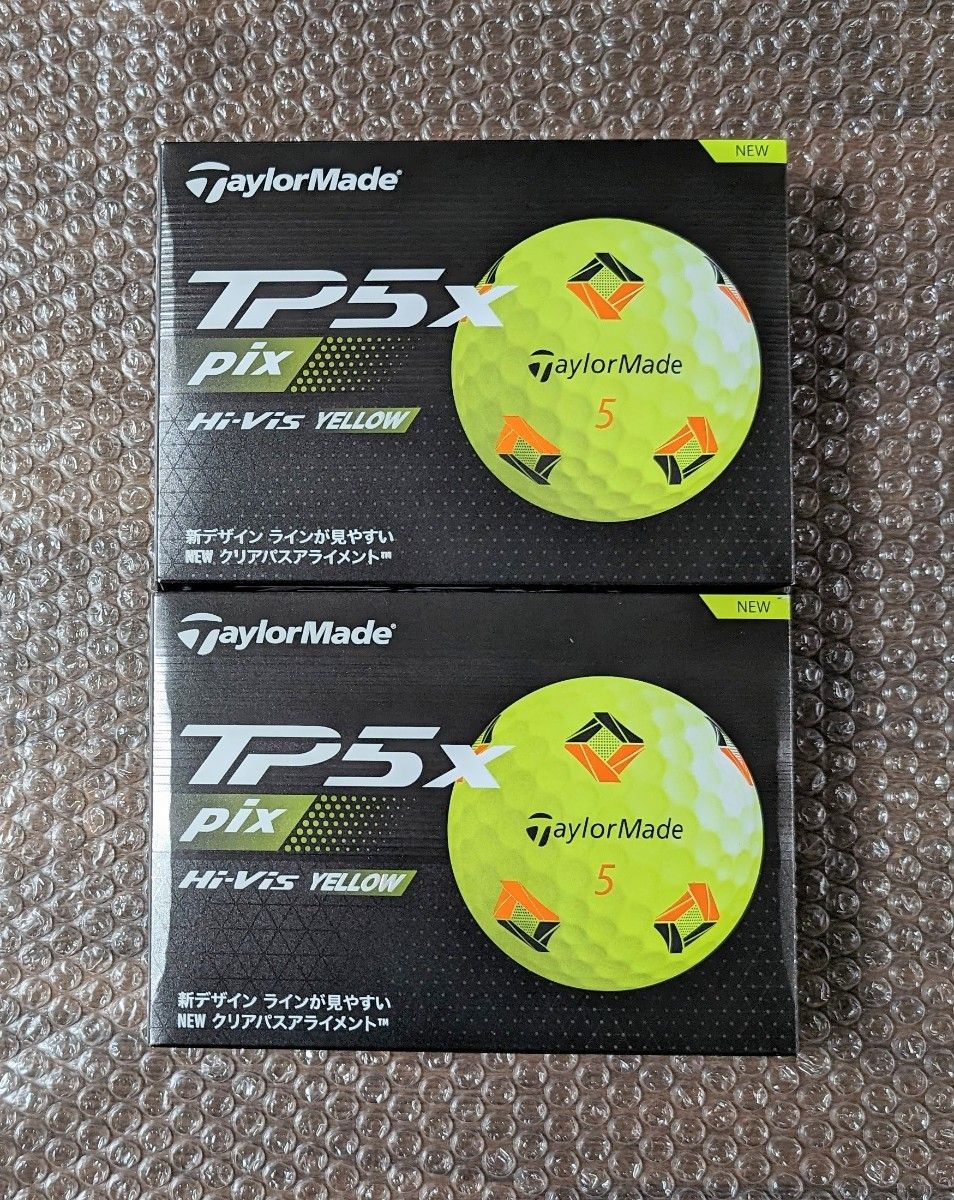 NEW
TaylorMade®
TP5x
pix
Hi-Vis YELLOW
TaylorMade
5
新デザイン ラインが見やすい
NEW クリアパスアライメント™
NEW
TaylorMade®
TP5x
pix
Hi-Vis YELLOW
TaylorMade
5
新デザイン ラインが見やすい
NEW クリアパスアライメント™